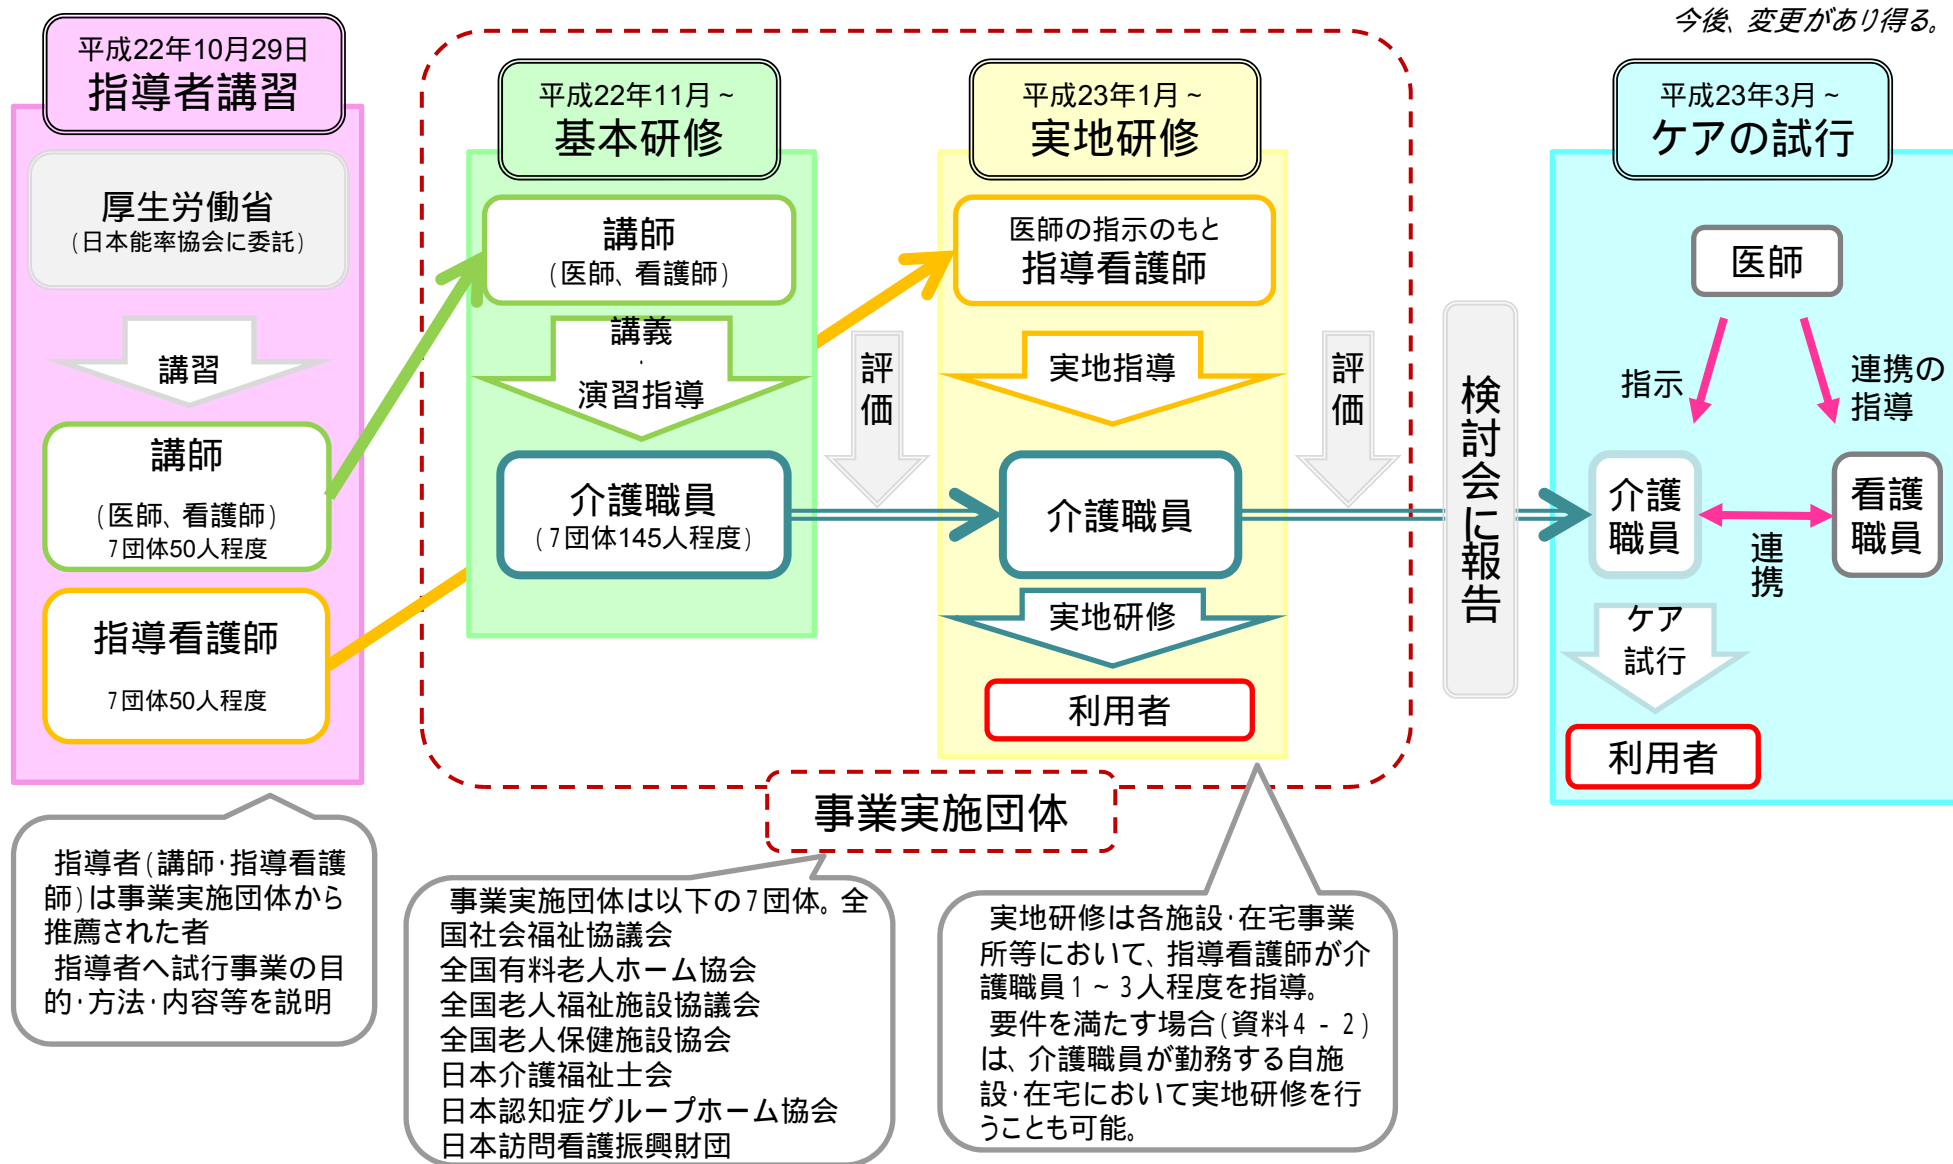 今後、変更があり得る。
平成22年10月29日
指導者講習
厚生労働省
(日本能率協会に委託)
講習
講師
(医師、看護師)
7団体50人程度
指導看護師
7団体50人程度
平成22年11月~
基本研修
講師
(医師、看護師)
講義
・
演習指導
介護職員
(7団体145人程度)
評価
平成23年1月~
実地研修
医師の指示のもと
指導看護師
実地指導
介護職員
実地研修
利用者
評価
検討会に報告
平成23年3月~
ケアの試行
医師
指示
連携の
指導
介護
職員
看護
職員
連携
ケア
試行
利用者
事業実施団体
指導者(講師・指導看護
師)は事業実施団体から
推薦された者
指導者へ試行事業の目
的・方法・内容等を説明
事業実施団体は以下の7団体。全
国社会福祉協議会
全国有料老人ホーム協会
全国老人福祉施設協議会
全国老人保健施設協会
日本介護福祉士会
日本認知症グループホーム協会
日本訪問看護振興財団
実地研修は各施設・在宅事業
所等において、指導看護師が介
護職員1~3人程度を指導。
要件を満たす場合(資料4-2)
は、介護職員が勤務する自施
設・在宅において実地研修を行
うことも可能。